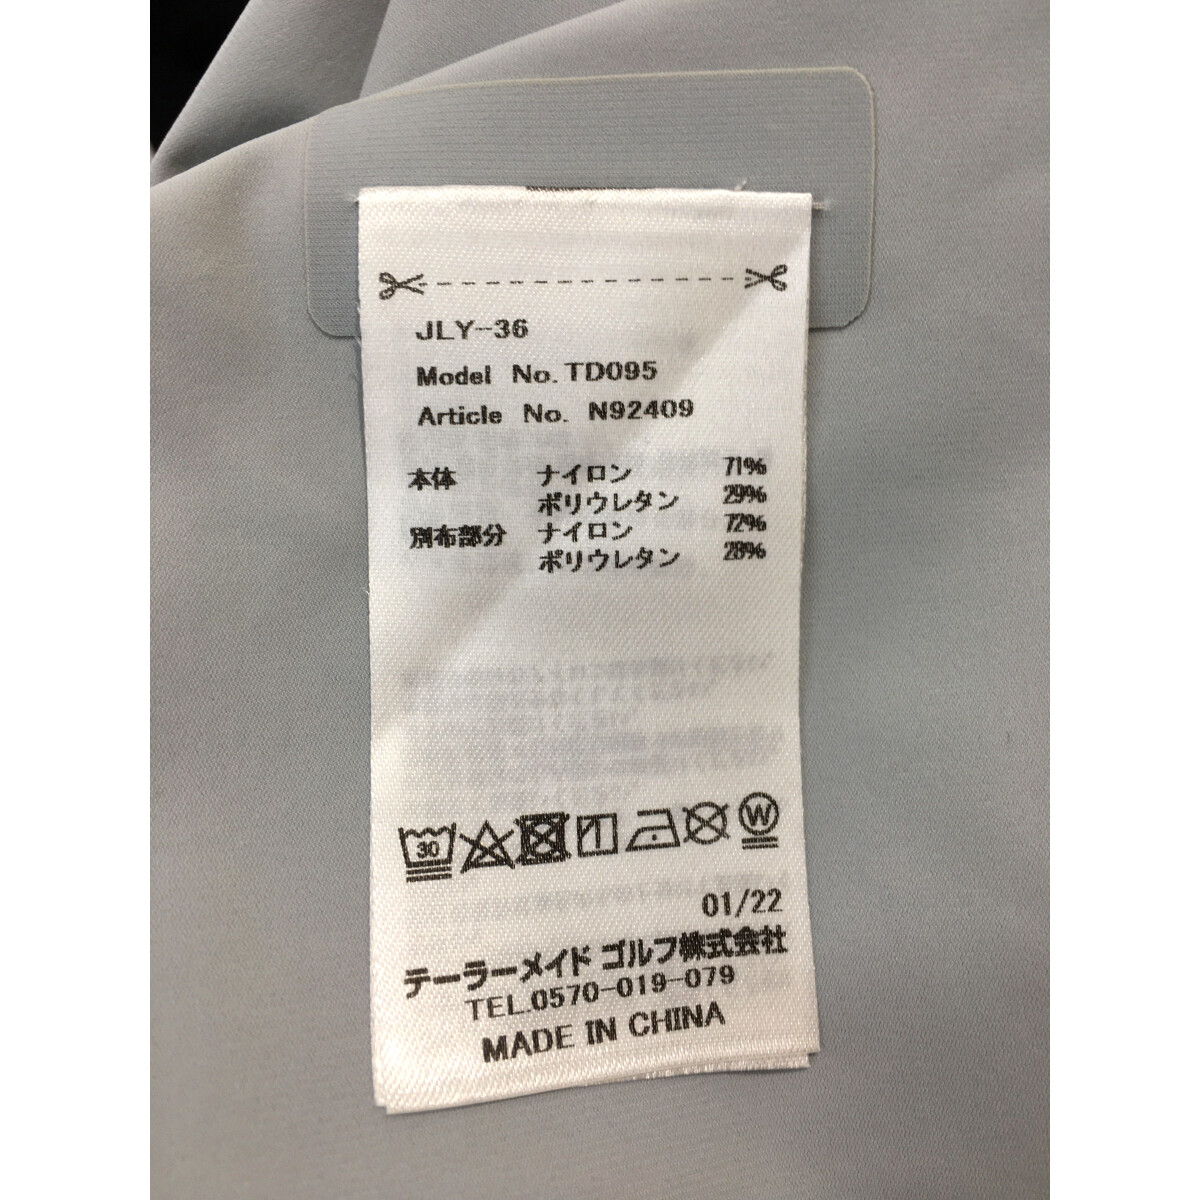 JLY-36
Model No. TD095
Article No. N92409
本体 ナイロン 71%
ポリウレタン 29%
別布部分 ナイロン 72%
ポリウレタン 28%
30 W
01/22
テーラーメイド ゴルフ株式会社
TEL.0570-019-079
MADE IN CHINA